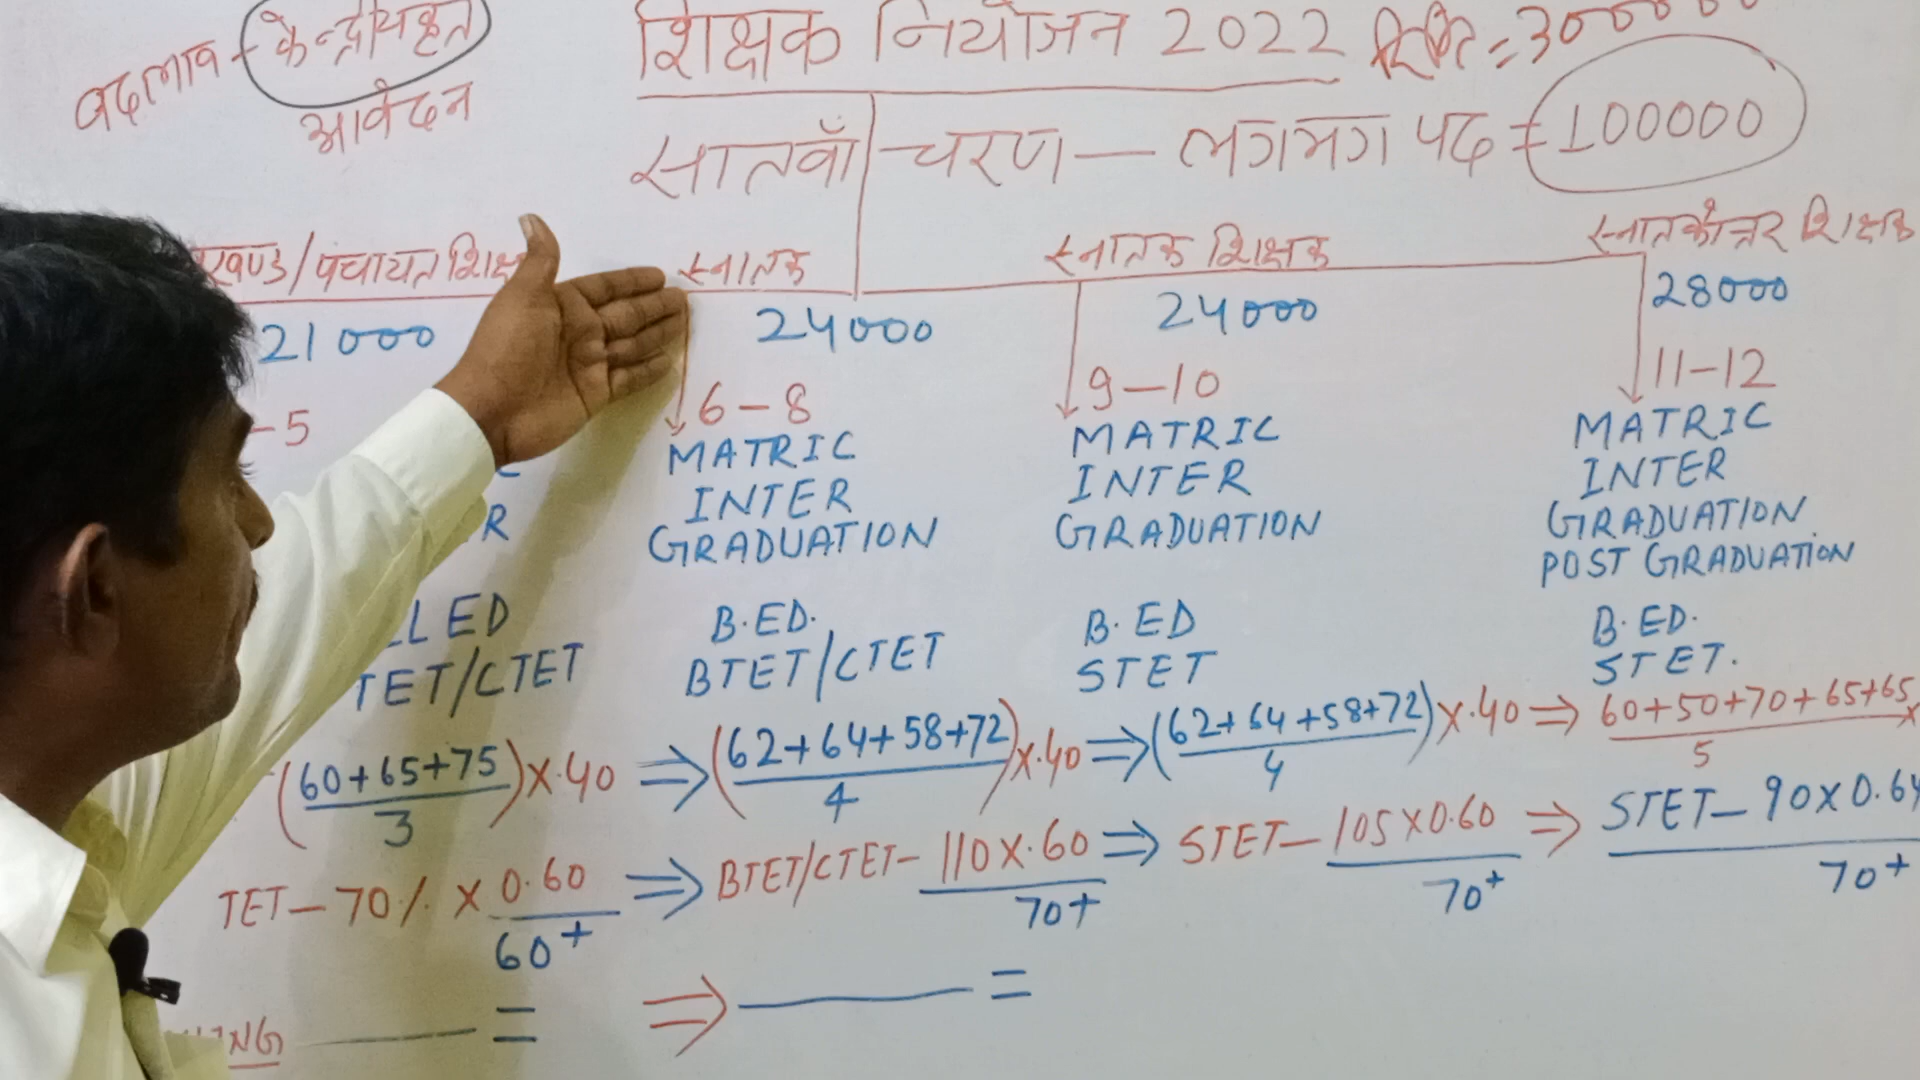 बदलाव - केन्द्रीयकृत
आवेदन
शिक्षक नियोजन 2022
सातवाँ चरण — लगभग पद = 100000
रखण्ड/पंचायत शिक्ष
21000
-5
R
LED
TET/CTET
(60+65+75)/3 × .40
TET - 70% × 0.60
60+
NG =
स्नातक
24000
6-8
MATRIC
INTER
GRADUATION
B.ED.
BTET/CTET
⇒ (62+64+58+72)/4 × .40
⇒ BTET/CTET - 110 × .60
70+
⇒ =
स्नातक शिक्षक
24000
9-10
MATRIC
INTER
GRADUATION
B.ED
STET
⇒ (62+64+58+72)/4 × .40
⇒ STET - 105 × 0.60
70+
स्नातकोत्तर शिक्षक
28000
11-12
MATRIC
INTER
GRADUATION
POST GRADUATION
B.ED.
STET.
⇒ 60+50+70+65+65/5 ×
⇒ STET - 90 × 0.6
70+